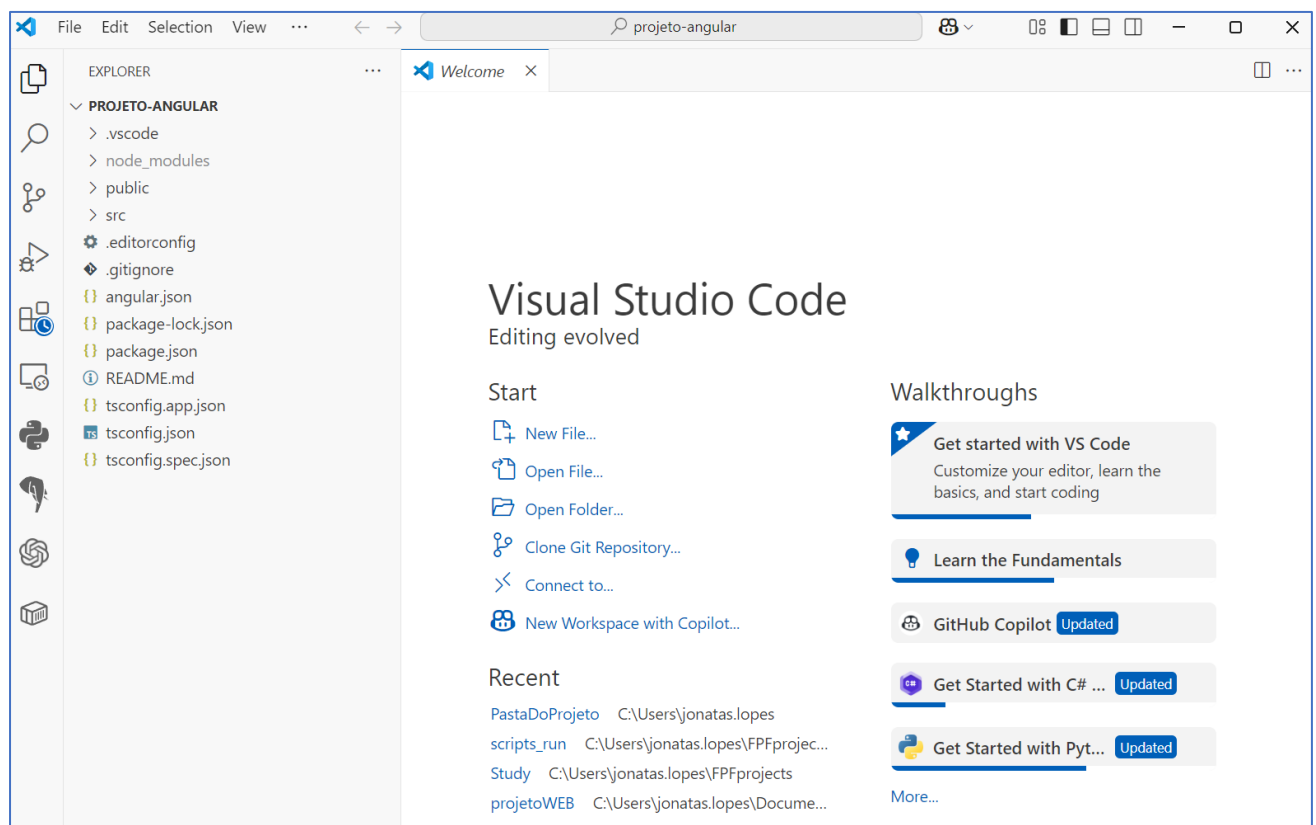 File Edit Selection View ··· projeto-angular
EXPLORER ···
Welcome
PROJETO-ANGULAR
.vscode
node_modules
public
src
.editorconfig
.gitignore
{} angular.json
{} package-lock.json
{} package.json
README.md
{} tsconfig.app.json
TS tsconfig.json
{} tsconfig.spec.json
Visual Studio Code
Editing evolved
Start
New File...
Open File...
Open Folder...
Clone Git Repository...
Connect to...
New Workspace with Copilot...
Recent
PastaDoProjeto C:\Users\jonatas.lopes
scripts_run C:\Users\jonatas.lopes\FPFprojec...
Study C:\Users\jonatas.lopes\FPFprojects
projetoWEB C:\Users\jonatas.lopes\Docume...
Walkthroughs
Get started with VS Code
Customize your editor, learn the
basics, and start coding
Learn the Fundamentals
GitHub Copilot Updated
Get Started with C# ... Updated
Get Started with Pyt... Updated
More...